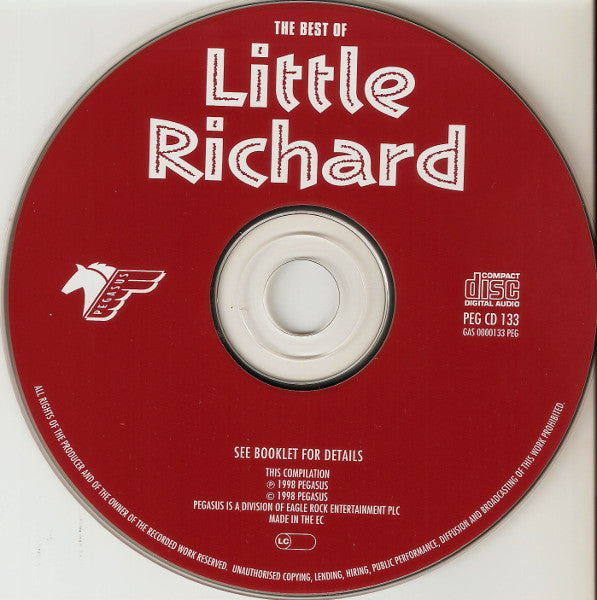 THE BEST OF
Little
Richard
PEGASUS
COMPACT
disc
DIGITAL AUDIO
PEG CD 133
GAS 0000133 PEG
SEE BOOKLET FOR DETAILS
THIS COMPILATION
℗ 1998 PEGASUS
© 1998 PEGASUS
PEGASUS IS A DIVISION OF EAGLE ROCK ENTERTAINMENT PLC
MADE IN THE EC
LC
ALL RIGHTS OF THE PRODUCER AND OF THE OWNER OF THE RECORDED WORK RESERVED. UNAUTHORISED COPYING, LENDING, HIRING, PUBLIC PERFORMANCE, DIFFUSION AND BROADCASTING OF THIS WORK PROHIBITED.